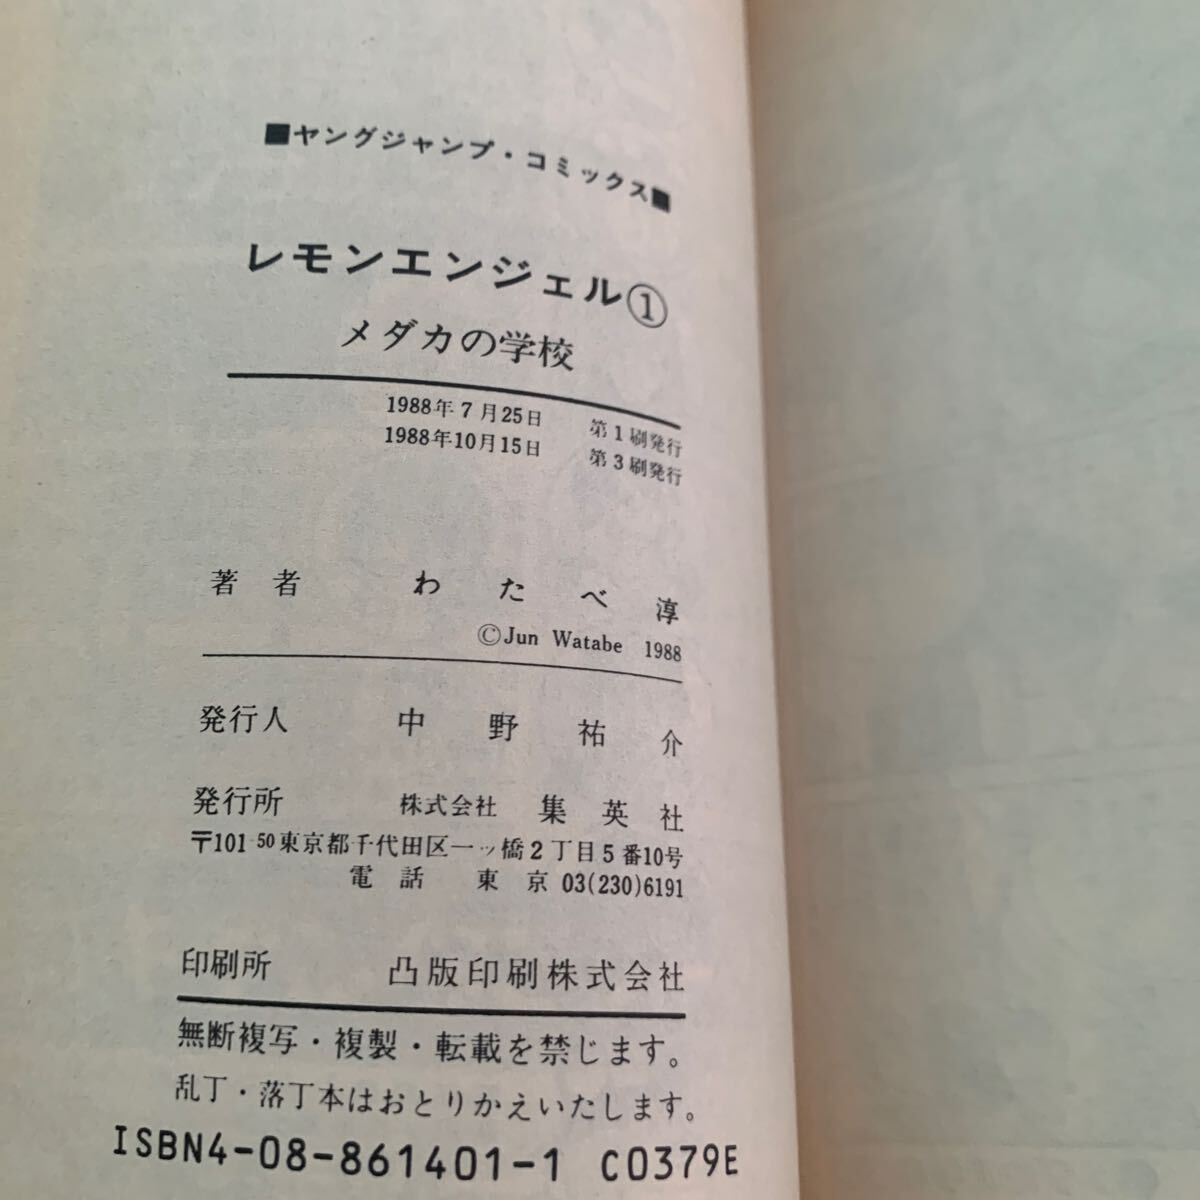 ■ヤングジャンプ・コミックス■
レモンエンジェル①
メダカの学校
1988年7月25日 第1刷発行
1988年10月15日 第3刷発行
著者 わたべ淳
©Jun Watabe 1988
発行人 中野祐介
発行所 株式会社 集英社
〒101-50東京都千代田区一ッ橋2丁目5番10号
電話 東京 03(230)6191
印刷所 凸版印刷株式会社
無断複写・複製・転載を禁じます。
乱丁・落丁本はおとりかえいたします。
ISBN4-08-861401-1 C0379E